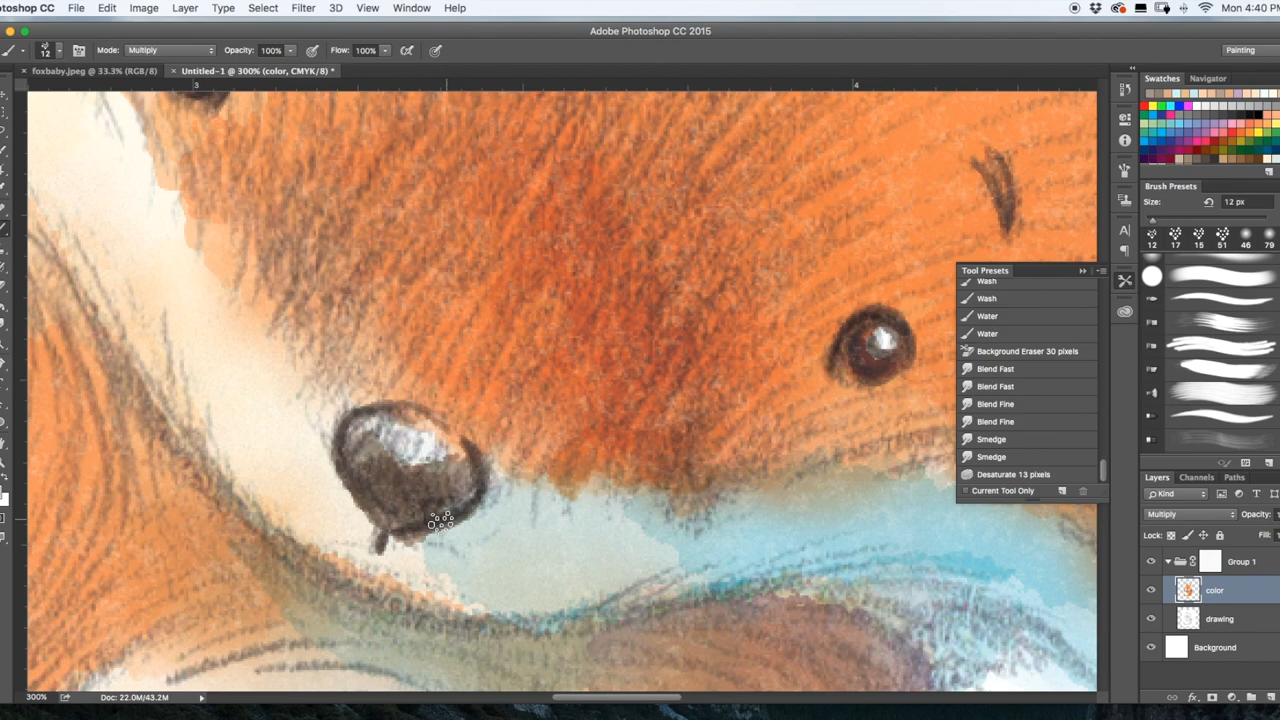 otoshop CC File Edit Image Layer Type Select Filter 3D View Window Help Mon 4:40 PM
Adobe Photoshop CC 2015
12 Mode: Multiply Opacity: 100% Flow: 100% Painting
× foxbaby.jpeg @ 33.3% (RGB/8) × Untitled-1 @ 300% (color, CMYK/8) *
3 4
Swatches Navigator
Brush Presets
Size: 12 px
12 17 15 51 46 79
Tool Presets
Wash
Wash
Water
Water
Background Eraser 30 pixels
Blend Fast
Blend Fast
Blend Fine
Blend Fine
Smedge
Smedge
Desaturate 13 pixels
Current Tool Only
Layers Channels Paths
Kind
Multiply Opacity: 1
Lock: Fill:
Group 1
color
drawing
Background
300% Doc: 22.0M/43.2M